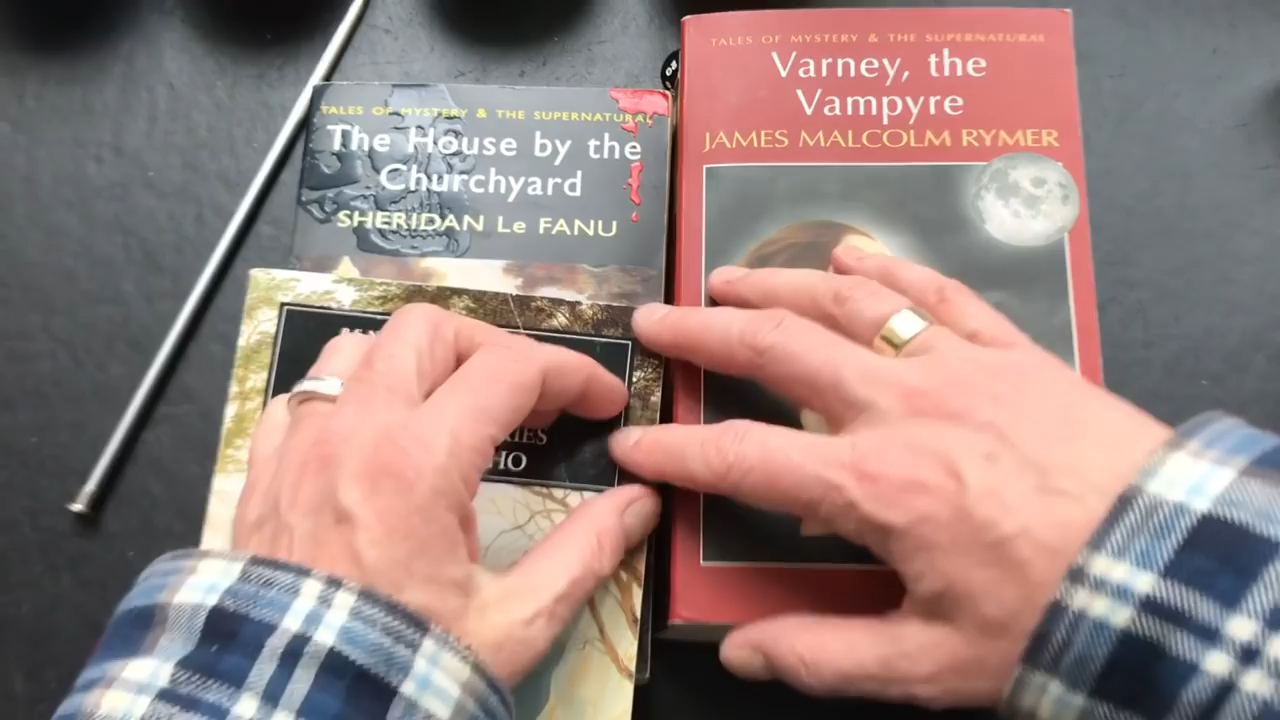 TALES OF MYSTERY & THE SUPERNATURAL
The House by the
Churchyard
SHERIDAN Le FANU
TALES OF MYSTERY & THE SUPERNATURAL
Varney, the
Vampyre
JAMES MALCOLM RYMER